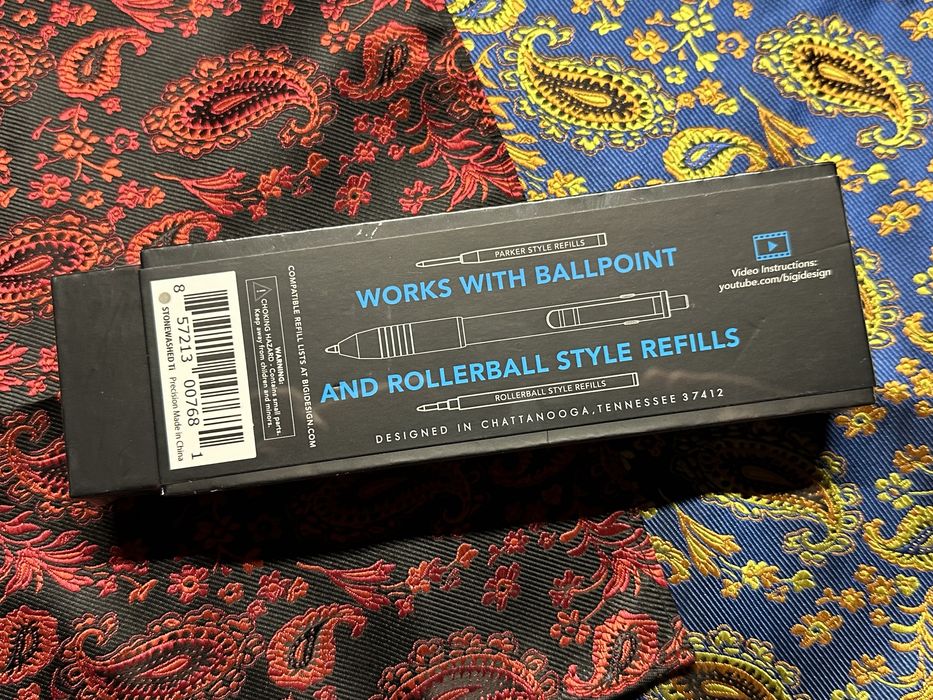 PARKER STYLE REFILLS
WORKS WITH BALLPOINT
AND ROLLERBALL STYLE REFILLS
ROLLERBALL STYLE REFILLS
DESIGNED IN CHATTANOOGA, TENNESSEE 37412
Video Instructions:
youtube.com/bigidesign
COMPATIBLE REFILL LISTS AT BIGIDESIGN.COM
WARNING:
CHOKING HAZARD - Contains small parts.
Keep away from children and minors.
8 57213 00768 1
STONEWASHED Ti Precision Made in China